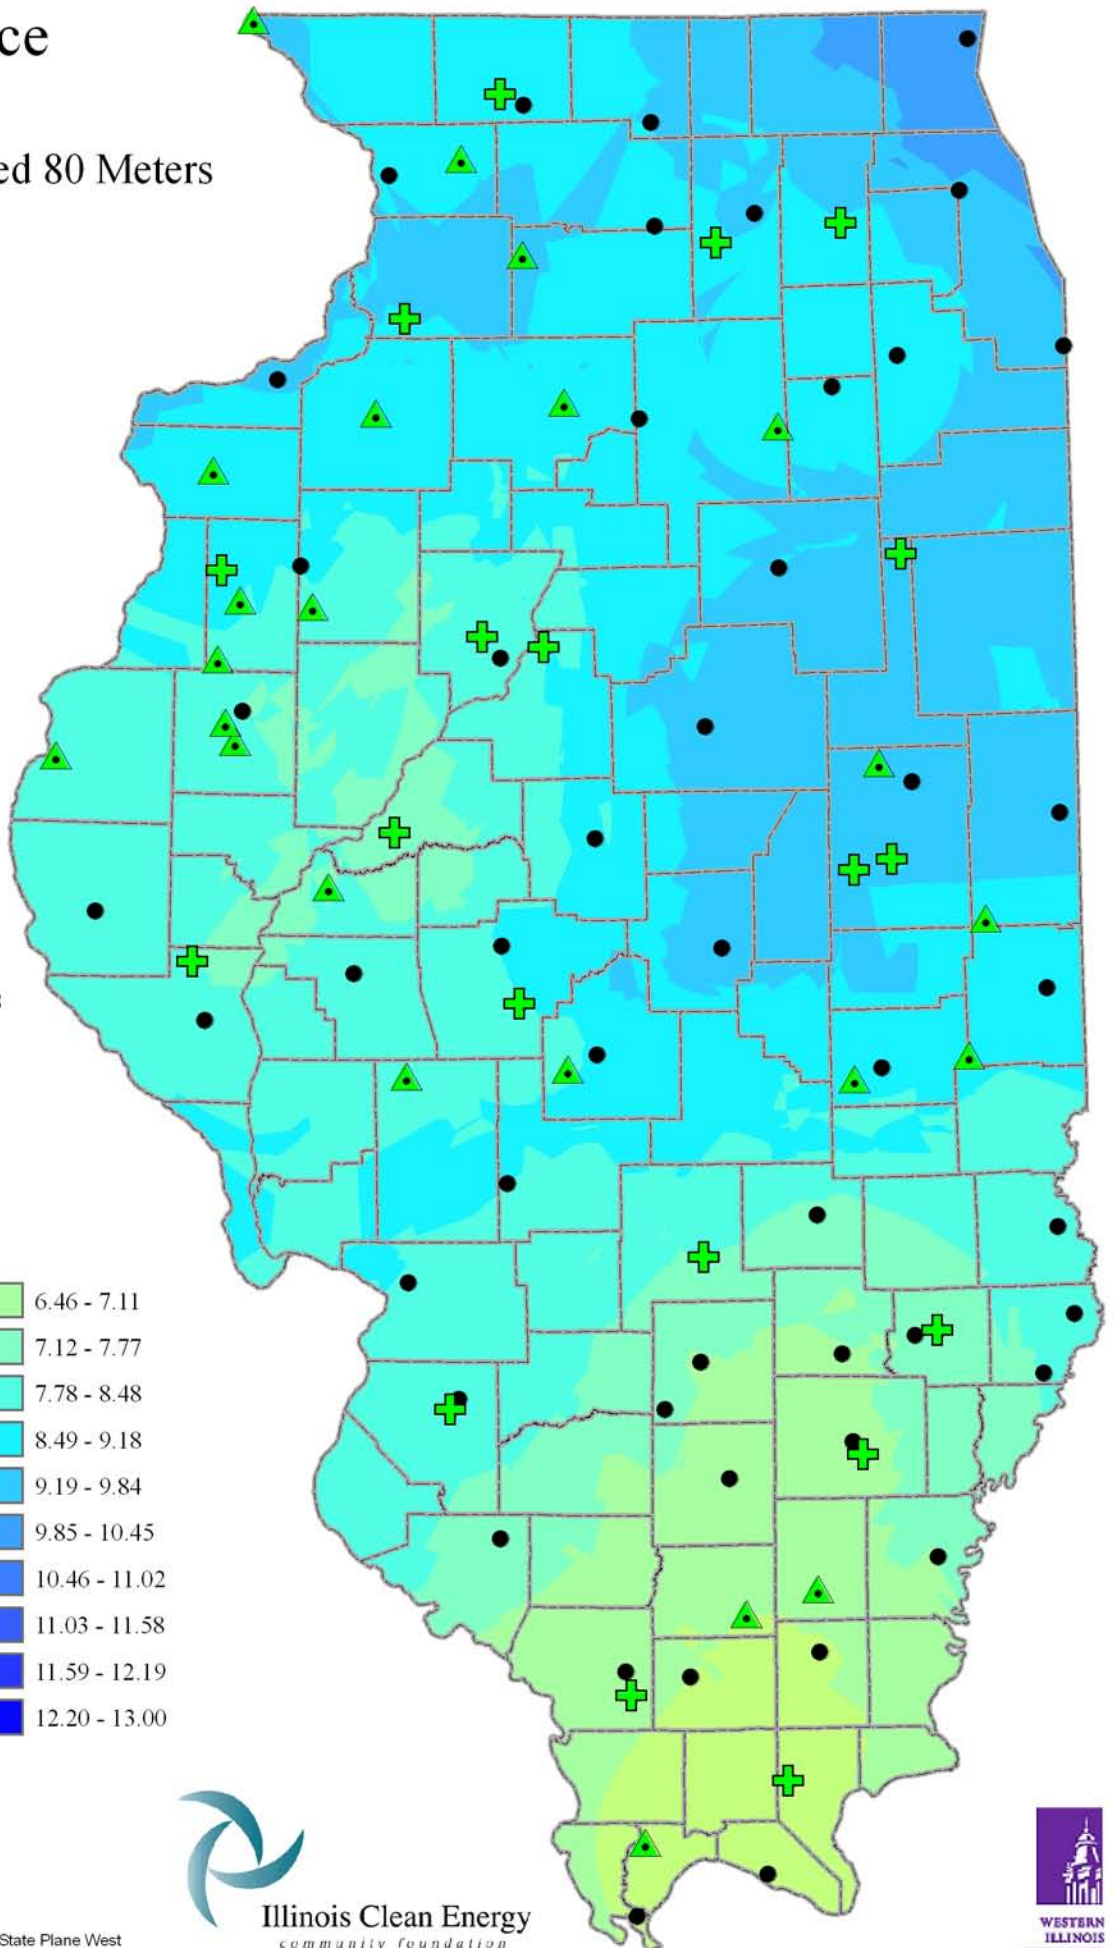 ce
ed 80 Meters
6.46 - 7.11
7.12 - 7.77
7.78 - 8.48
8.49 - 9.18
9.19 - 9.84
9.85 - 10.45
10.46 - 11.02
11.03 - 11.58
11.59 - 12.19
12.20 - 13.00
Illinois Clean Energy
community foundation
State Plane West
WESTERN
ILLINOIS